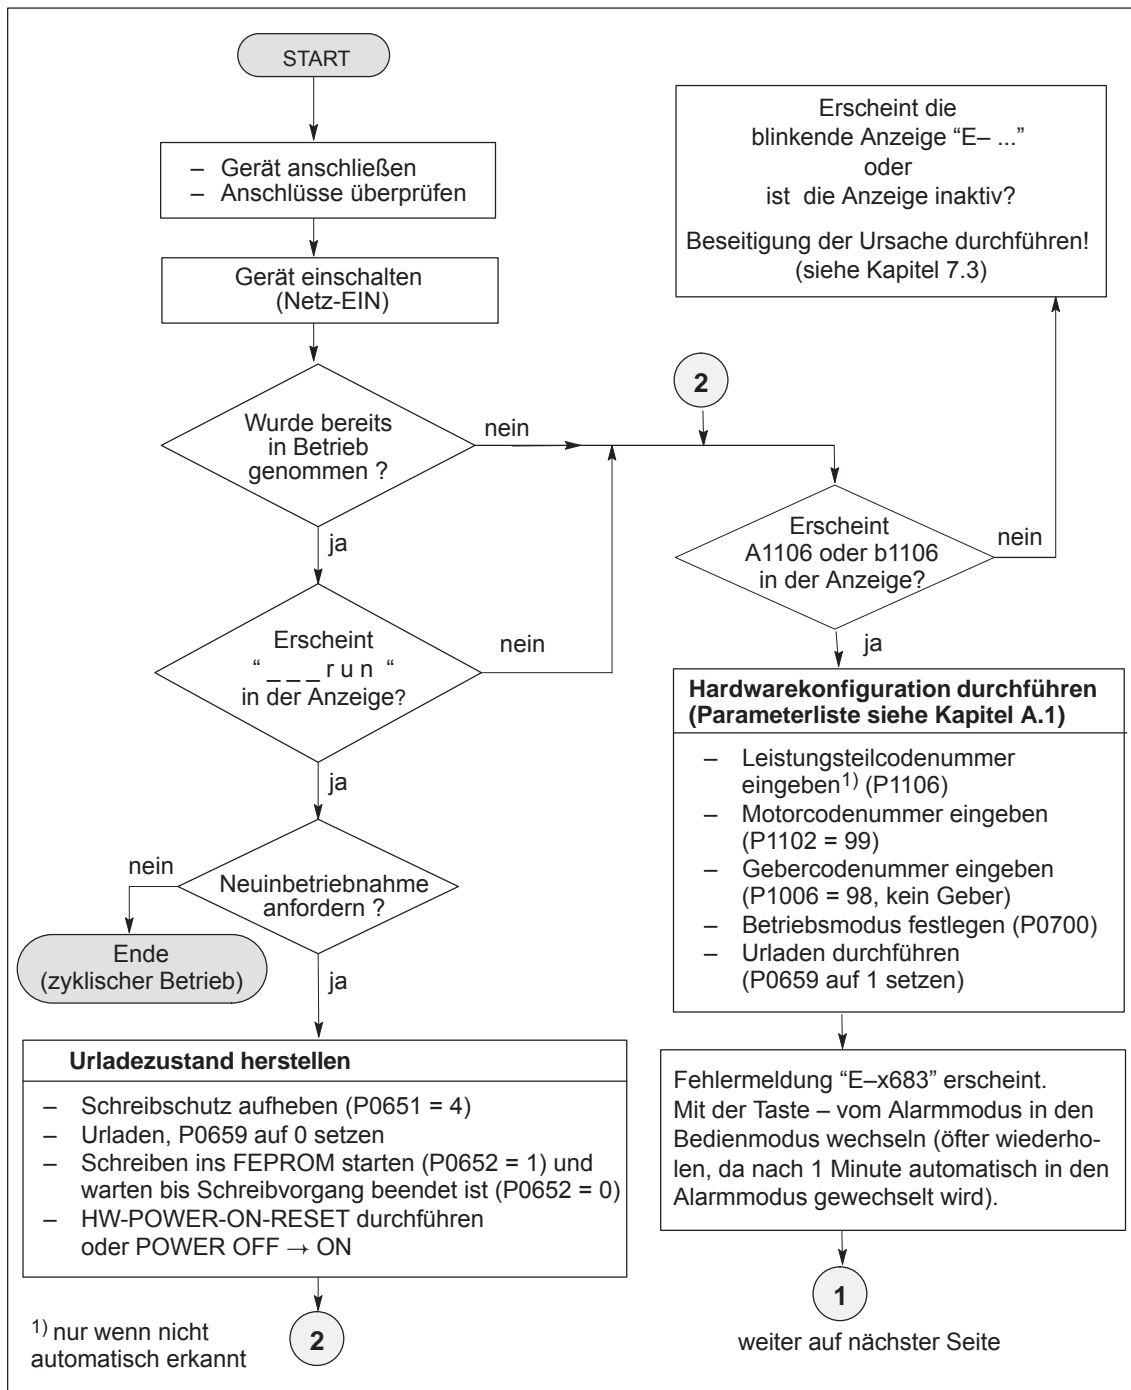 START
– Gerät anschließen
– Anschlüsse überprüfen
Gerät einschalten
(Netz-EIN)
Wurde bereits
in Betrieb
genommen ?
nein
ja
Erscheint
“ _ _ _ r u n “
in der Anzeige?
nein
ja
Neuinbetriebnahme
anfordern ?
nein
Ende
(zyklischer Betrieb)
ja
Urladezustand herstellen
– Schreibschutz aufheben (P0651 = 4)
– Urladen, P0659 auf 0 setzen
– Schreiben ins FEPROM starten (P0652 = 1) und
warten bis Schreibvorgang beendet ist (P0652 = 0)
– HW-POWER-ON-RESET durchführen
oder POWER OFF → ON
2
1) nur wenn nicht
automatisch erkannt
Erscheint die
blinkende Anzeige “E– ...”
oder
ist die Anzeige inaktiv?
Beseitigung der Ursache durchführen!
(siehe Kapitel 7.3)
2
Erscheint
A1106 oder b1106
in der Anzeige?
nein
ja
Hardwarekonfiguration durchführen
(Parameterliste siehe Kapitel A.1)
– Leistungsteilcodenummer
eingeben1) (P1106)
– Motorcodenummer eingeben
(P1102 = 99)
– Gebercodenummer eingeben
(P1006 = 98, kein Geber)
– Betriebsmodus festlegen (P0700)
– Urladen durchführen
(P0659 auf 1 setzen)
Fehlermeldung “E–x683” erscheint.
Mit der Taste – vom Alarmmodus in den
Bedienmodus wechseln (öfter wiederho-
len, da nach 1 Minute automatisch in den
Alarmmodus gewechselt wird).
1
weiter auf nächster Seite